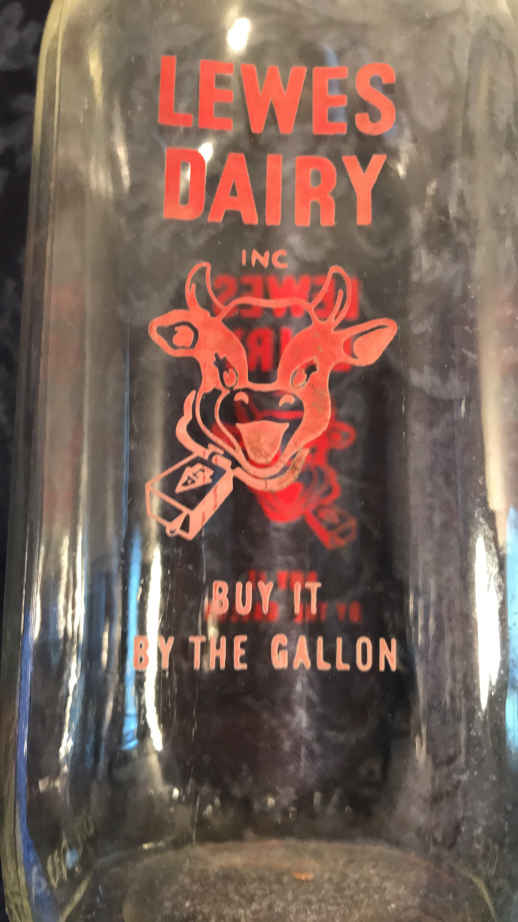 LEWES
DAIRY
INC
BUY IT
BY THE GALLON